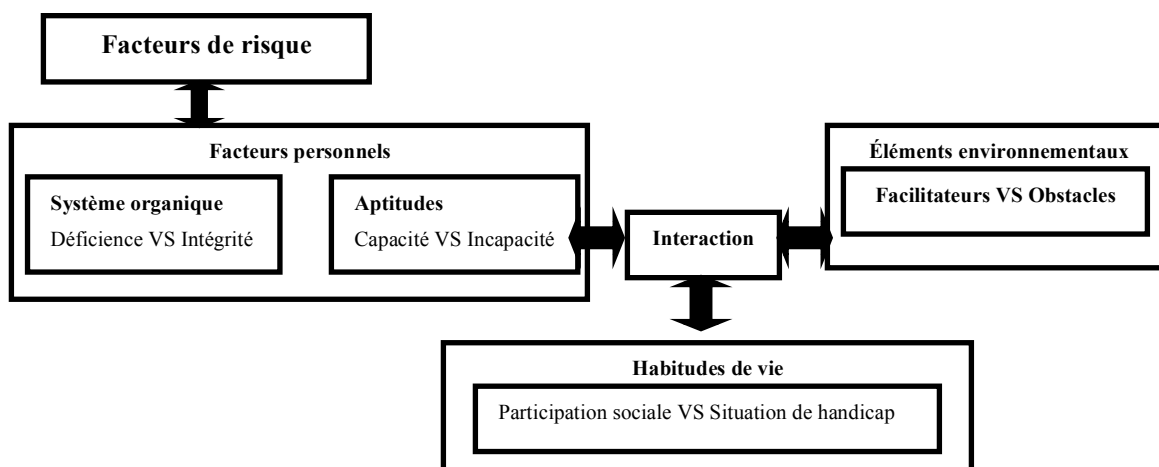 Facteurs de risque
Facteurs personnels
Système organique
Déficience VS Intégrité
Aptitudes
Capacité VS Incapacité
Interaction
Éléments environnementaux
Facilitateurs VS Obstacles
Habitudes de vie
Participation sociale VS Situation de handicap